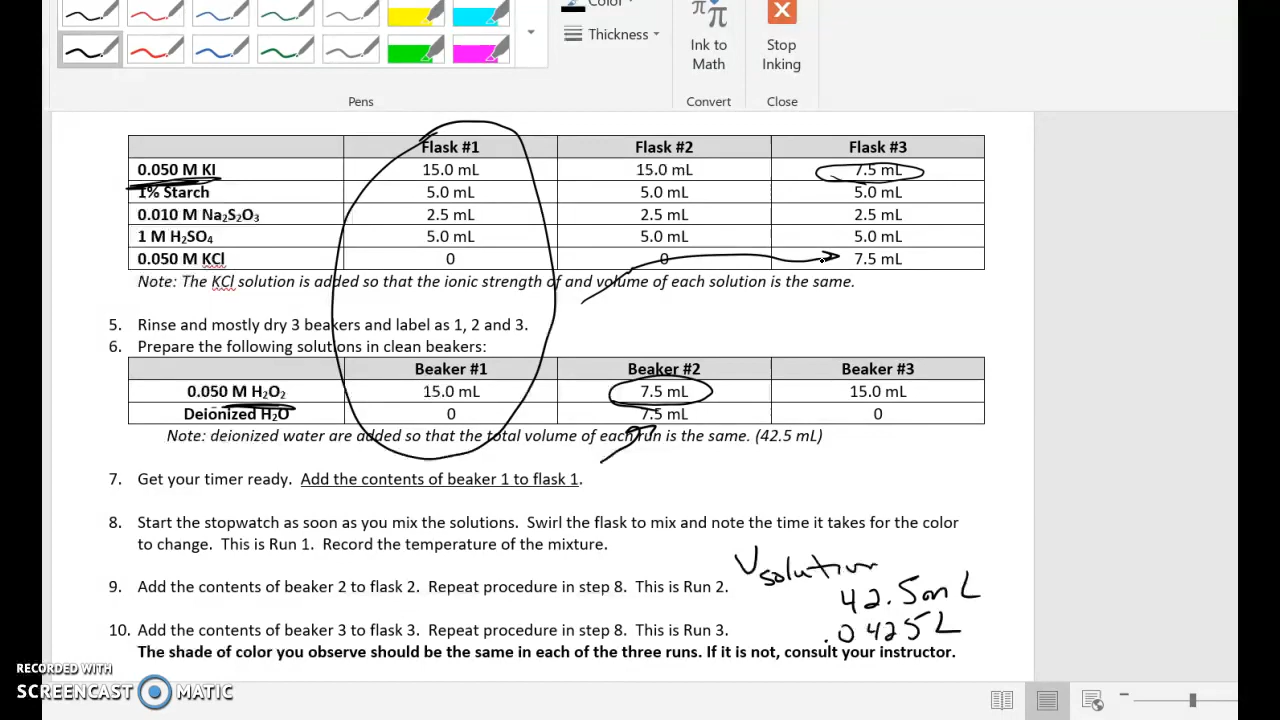 Color
Thickness
Ink to Math
Stop Inking
Pens
Convert
Close
Flask #1 Flask #2 Flask #3
0.050 M KI 15.0 mL 15.0 mL 7.5 mL
1% Starch 5.0 mL 5.0 mL 5.0 mL
0.010 M Na₂S₂O₃ 2.5 mL 2.5 mL 2.5 mL
1 M H₂SO₄ 5.0 mL 5.0 mL 5.0 mL
0.050 M KCl 0 0 7.5 mL
Note: The KCl solution is added so that the ionic strength of and volume of each solution is the same.
5. Rinse and mostly dry 3 beakers and label as 1, 2 and 3.
6. Prepare the following solutions in clean beakers:
Beaker #1 Beaker #2 Beaker #3
0.050 M H₂O₂ 15.0 mL 7.5 mL 15.0 mL
Deionized H₂O 0 7.5 mL 0
Note: deionized water are added so that the total volume of each run is the same. (42.5 mL)
7. Get your timer ready. Add the contents of beaker 1 to flask 1.
8. Start the stopwatch as soon as you mix the solutions. Swirl the flask to mix and note the time it takes for the color
to change. This is Run 1. Record the temperature of the mixture.
Vsolution
9. Add the contents of beaker 2 to flask 2. Repeat procedure in step 8. This is Run 2.
42.5mL
10. Add the contents of beaker 3 to flask 3. Repeat procedure in step 8. This is Run 3.
.0425L
The shade of color you observe should be the same in each of the three runs. If it is not, consult your instructor.
RECORDED WITH
SCREENCAST MATIC